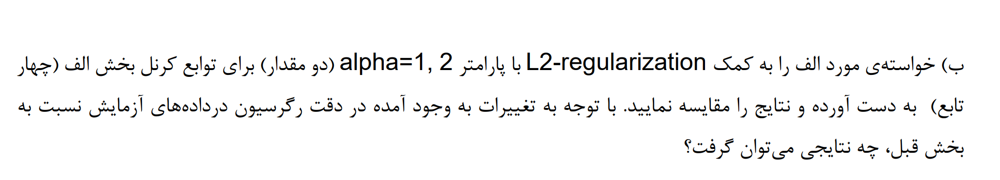 ب) خواسته‌ی مورد الف را به کمک L2-regularization با پارامتر alpha=1, 2 (دو مقدار) برای توابع کرنل بخش الف (چهار
تابع) به دست آورده و نتایج را مقایسه نمایید. با توجه به تغییرات به وجود آمده در دقت رگرسیون درداده‌های آزمایش نسبت به
بخش قبل، چه نتایجی می‌توان گرفت؟